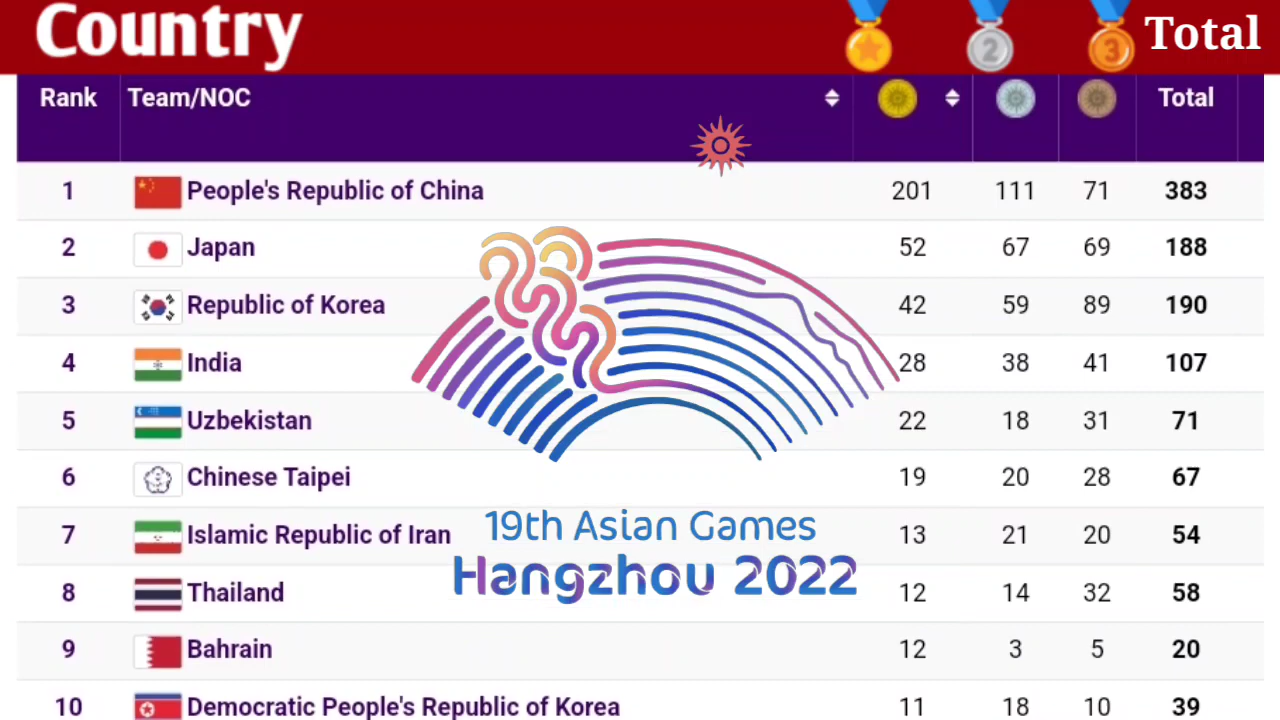 Country 2 3 Total
Rank Team/NOC Total
1 People's Republic of China 201 111 71 383
2 Japan 52 67 69 188
3 Republic of Korea 42 59 89 190
4 India 28 38 41 107
5 Uzbekistan 22 18 31 71
6 Chinese Taipei 19 20 28 67
7 Islamic Republic of Iran 13 21 20 54
8 Thailand 12 14 32 58
9 Bahrain 12 3 5 20
10 Democratic People's Republic of Korea 11 18 10 39
19th Asian Games
Hangzhou 2022